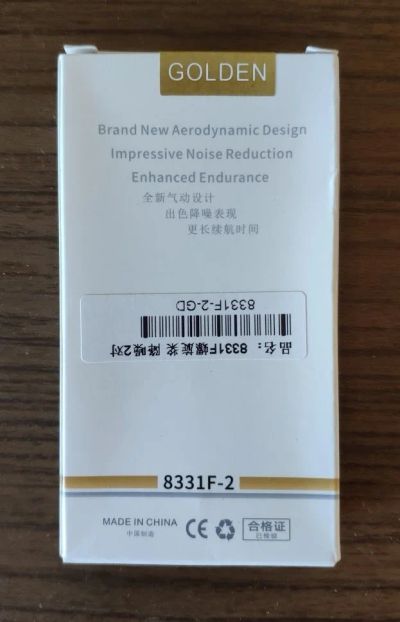 GOLDEN
Brand New Aerodynamic Design
Impressive Noise Reduction
Enhanced Endurance
全新气动设计
出色降噪表现
更长续航时间
品名：8331F螺旋桨 降噪2对
8331F-2-GD
8331F-2
MADE IN CHINA
中国制造
CE
合格证
已检验